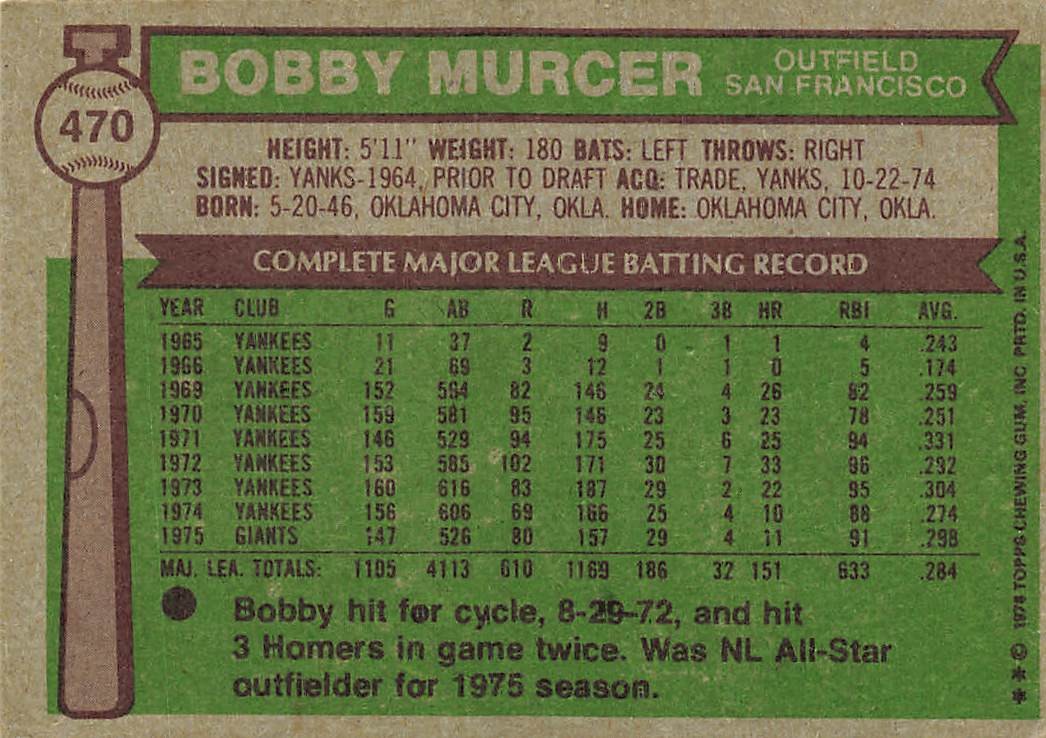 470
BOBBY MURCER
OUTFIELD
SAN FRANCISCO
HEIGHT: 5'11" WEIGHT: 180 BATS: LEFT THROWS: RIGHT
SIGNED: YANKS-1964, PRIOR TO DRAFT ACQ: TRADE, YANKS, 10-22-74
BORN: 5-20-46, OKLAHOMA CITY, OKLA. HOME: OKLAHOMA CITY, OKLA.
COMPLETE MAJOR LEAGUE BATTING RECORD
YEAR CLUB G AB R H 2B 3B HR RBI AVG.
1965 YANKEES 11 37 2 9 0 1 1 4 .243
1966 YANKEES 21 69 3 12 1 1 0 5 .174
1969 YANKEES 152 564 82 146 24 4 26 82 .259
1970 YANKEES 159 581 95 146 23 3 23 78 .251
1971 YANKEES 146 529 94 175 25 6 25 94 .331
1972 YANKEES 153 585 102 171 30 7 33 96 .292
1973 YANKEES 160 616 83 187 29 2 22 95 .304
1974 YANKEES 156 606 69 166 25 4 10 88 .274
1975 GIANTS 147 526 80 157 29 4 11 91 .298
MAJ. LEA. TOTALS: 1105 4113 610 1169 186 32 151 633 .284
Bobby hit for cycle, 8-29-72, and hit
3 Homers in game twice. Was NL All-Star
outfielder for 1975 season.
* * © 1976 TOPPS CHEWING GUM, INC PRTD. IN U.S.A.